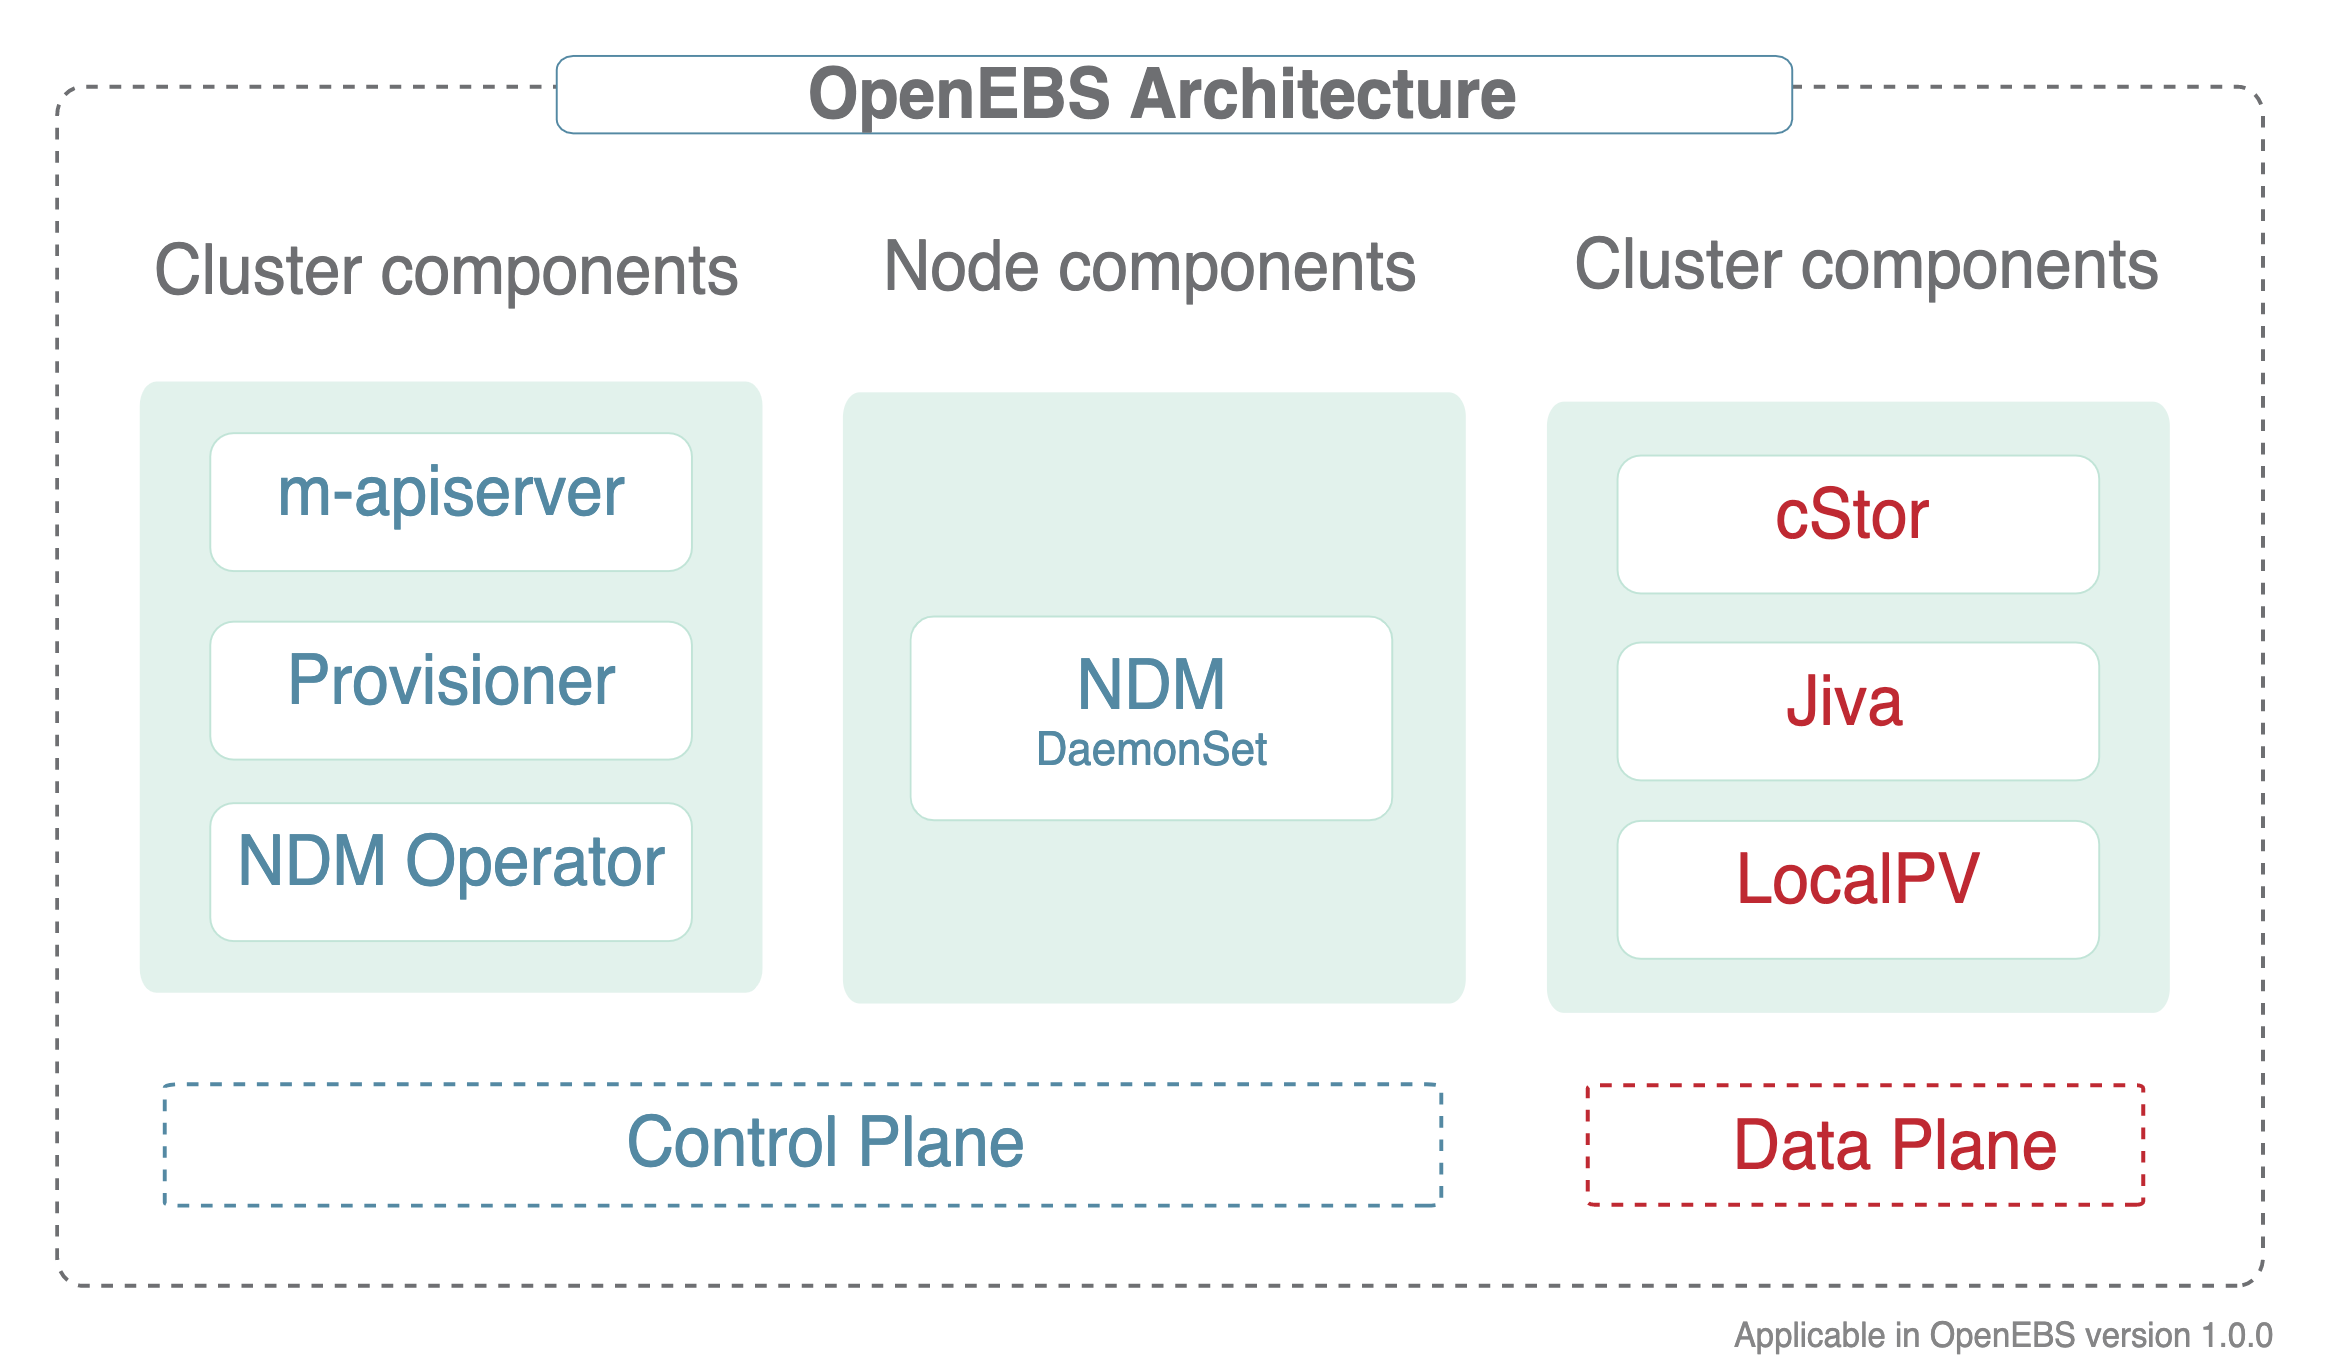 OpenEBS Architecture
Cluster components
m-apiserver
Provisioner
NDM Operator
Node components
NDM
DaemonSet
Cluster components
cStor
Jiva
LocalPV
Control Plane
Data Plane
Applicable in OpenEBS version 1.0.0